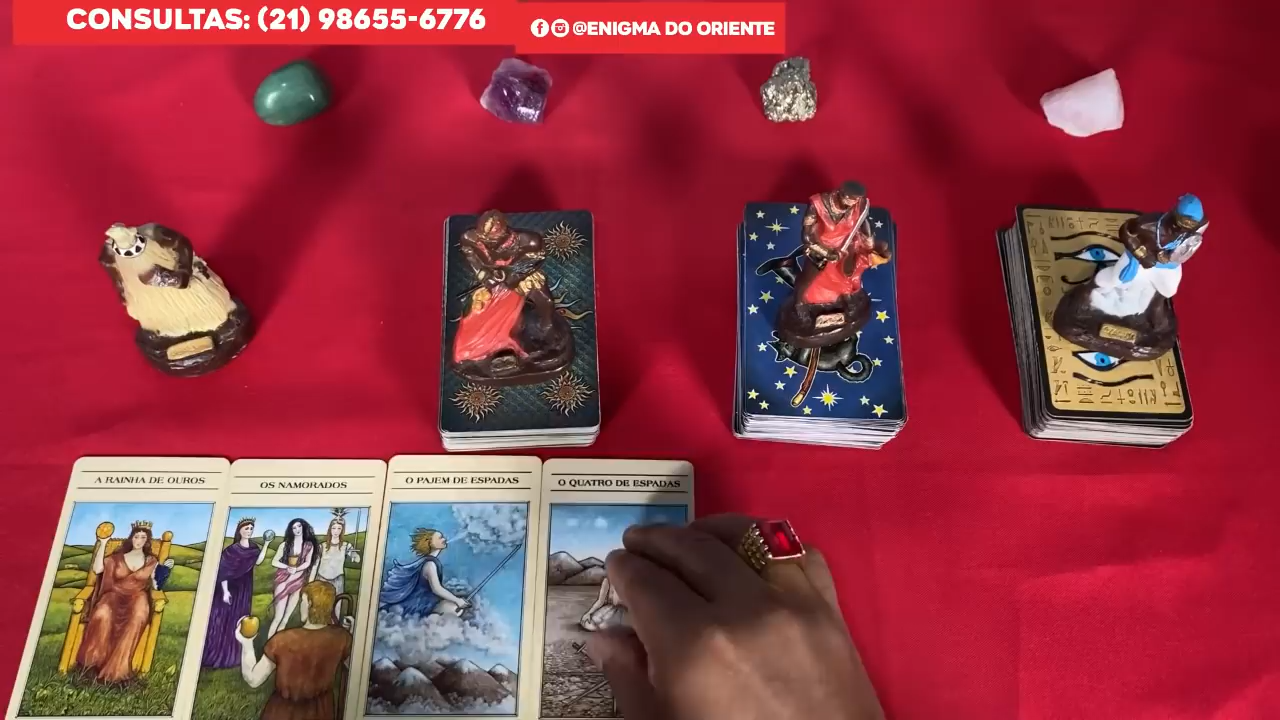 CONSULTAS: (21) 98655-6776
@ENIGMA DO ORIENTE
A RAINHA DE OUROS
OS NAMORADOS
O PAJEM DE ESPADAS
O QUATRO DE ESPADAS